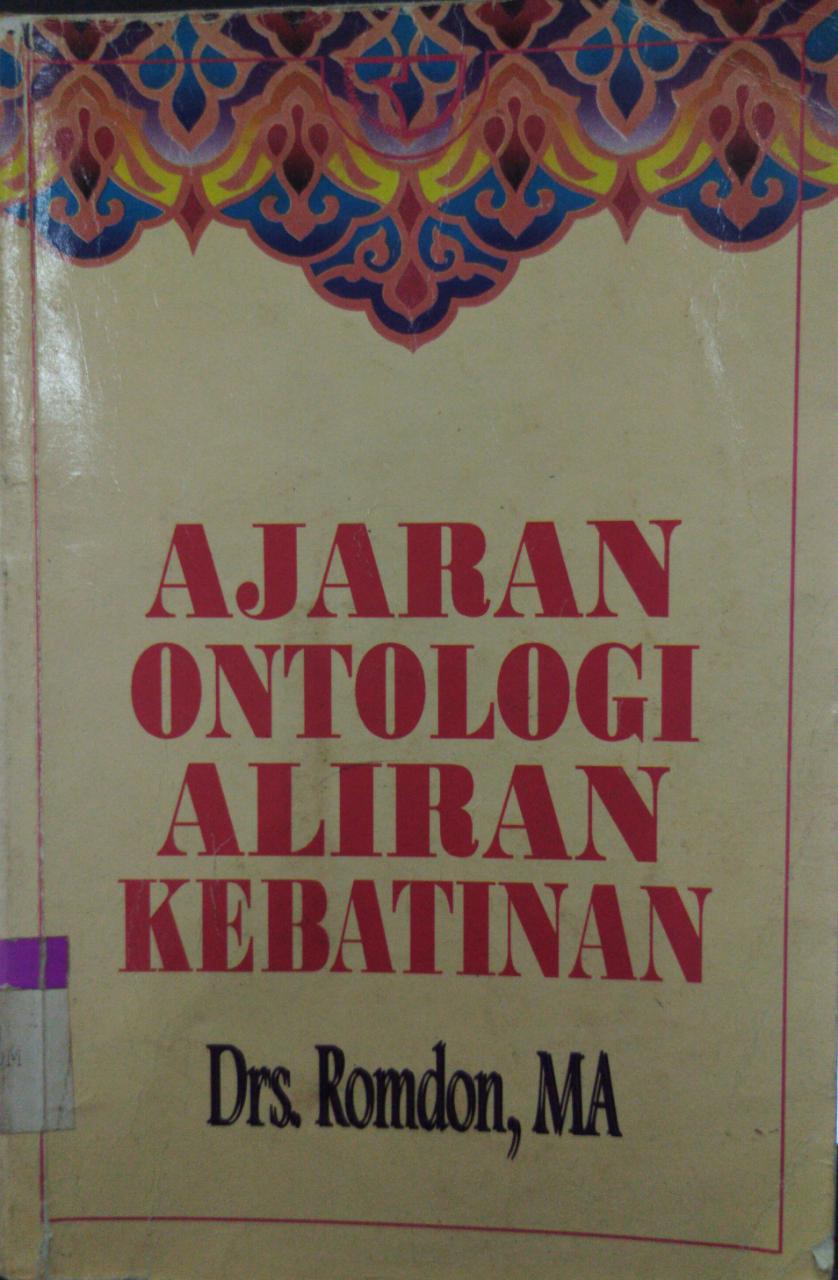 AJARAN
ONTOLOGI
ALIRAN
KEBATINAN
Drs. Romdon, MA